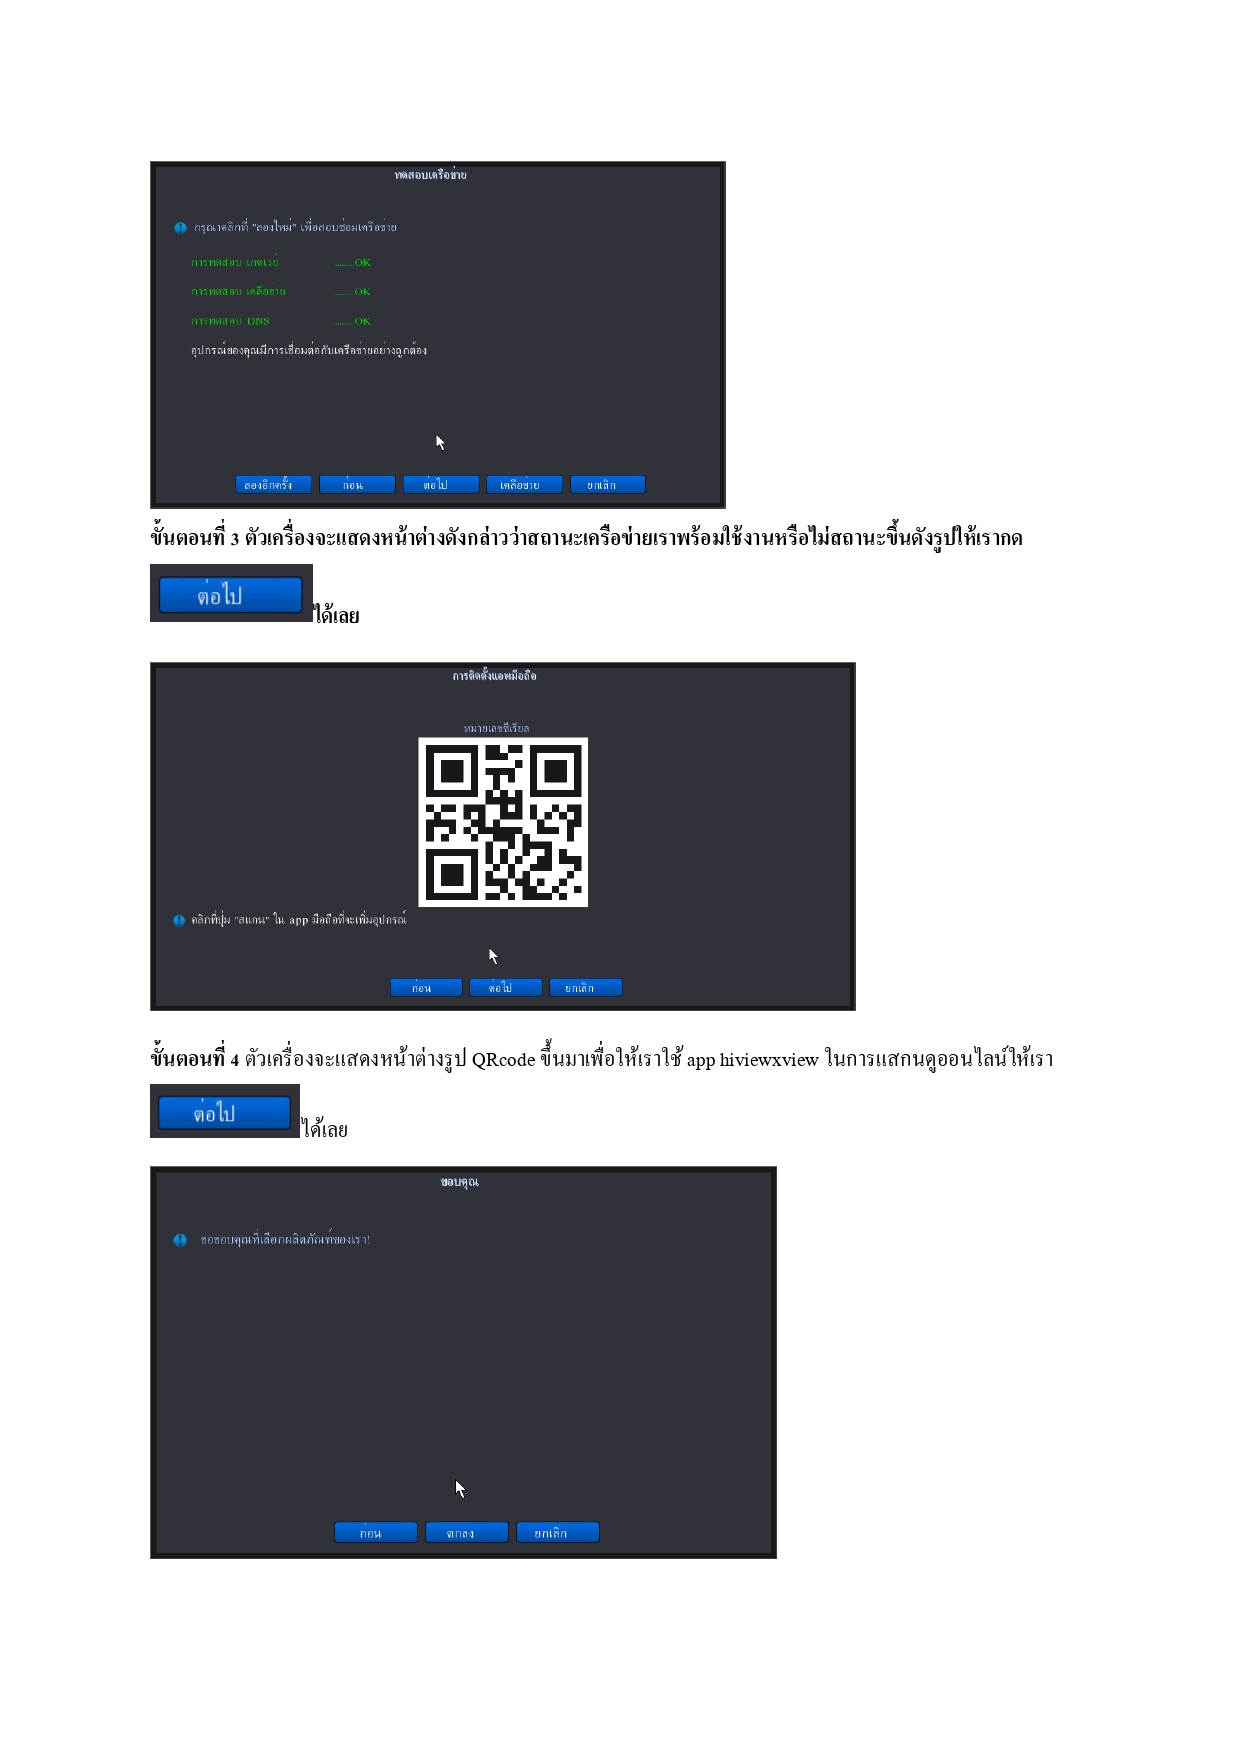 ทดสอบเครือข่าย
กรุณาคลิกที่ "ลองใหม่" เพื่อสอบซ่อมเครือข่าย
การทดสอบ เกตเวย์ .........OK
การทดสอบ เคลือข่าย .........OK
การทดสอบ DNS .........OK
อุปกรณ์ของคุณมีการเชื่อมต่อกับเครือข่ายอย่างถูกต้อง
ลองอีกครั้ง ก่อน ต่อไป เคลือข่าย ยกเลิก
ขั้นตอนที่ 3 ตัวเครื่องจะแสดงหน้าต่างดังกล่าวว่าสถานะเครือข่ายเราพร้อมใช้งานหรือไม่สถานะขึ้นดังรูปให้เรากด
ต่อไป ได้เลย
การติดตั้งแอพมือถือ
หมายเลขซีเรียล
คลิกที่ปุ่ม "สแกน" ใน app มือถือที่จะเพิ่มอุปกรณ์
ก่อน ต่อไป ยกเลิก
ขั้นตอนที่ 4 ตัวเครื่องจะแสดงหน้าต่างรูป QRcode ขึ้นมาเพื่อให้เราใช้ app hiviewxview ในการแสกนดูออนไลน์ให้เรา
ต่อไป ได้เลย
ขอบคุณ
ขอขอบคุณที่เลือกผลิตภัณฑ์ของเรา!
ก่อน ตกลง ยกเลิก